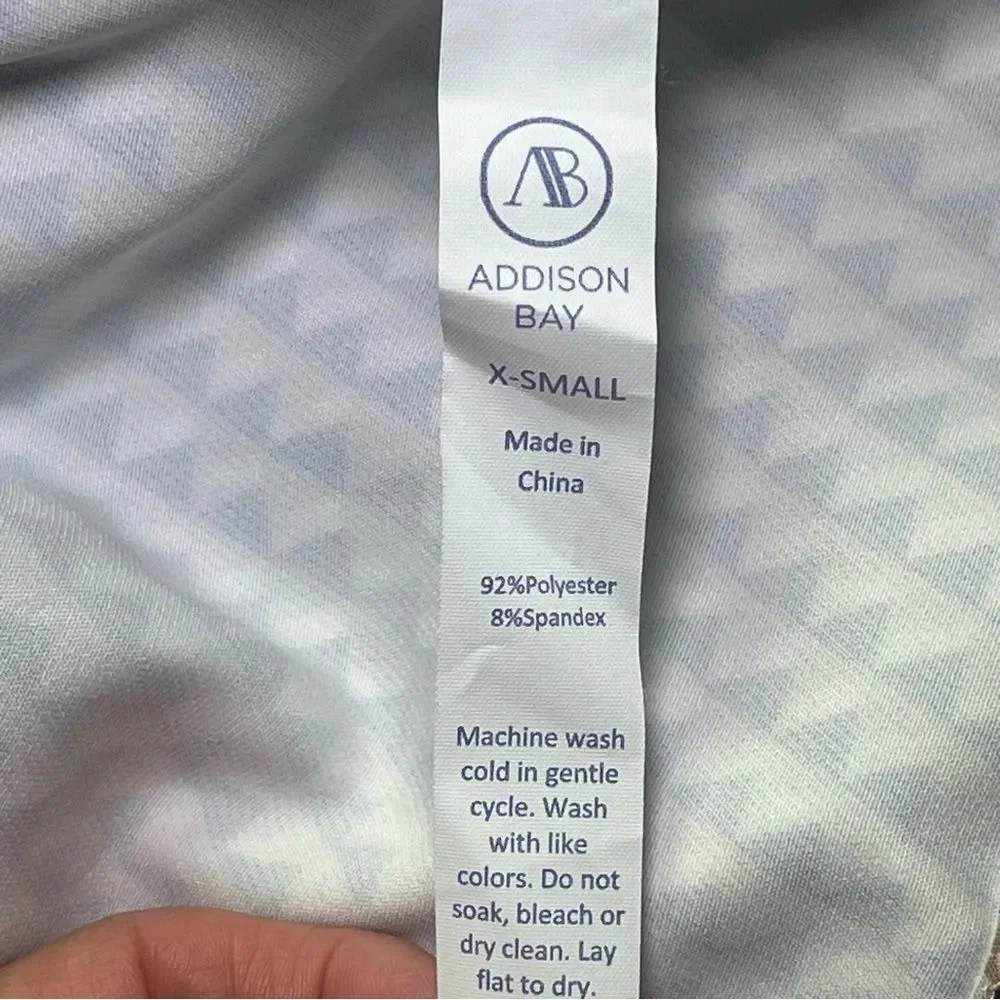 AB
ADDISON
BAY
X-SMALL
Made in
China
92%Polyester
8%Spandex
Machine wash
cold in gentle
cycle. Wash
with like
colors. Do not
soak, bleach or
dry clean. Lay
flat to dry.